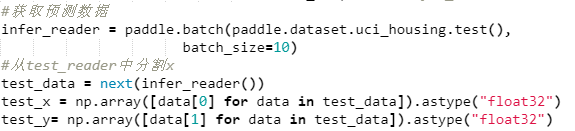 #获取预测数据
infer_reader = paddle.batch(paddle.dataset.uci_housing.test(),
batch_size=10)
#从test_reader中分割x
test_data = next(infer_reader())
test_x = np.array([data[0] for data in test_data]).astype("float32")
test_y= np.array([data[1] for data in test_data]).astype("float32")